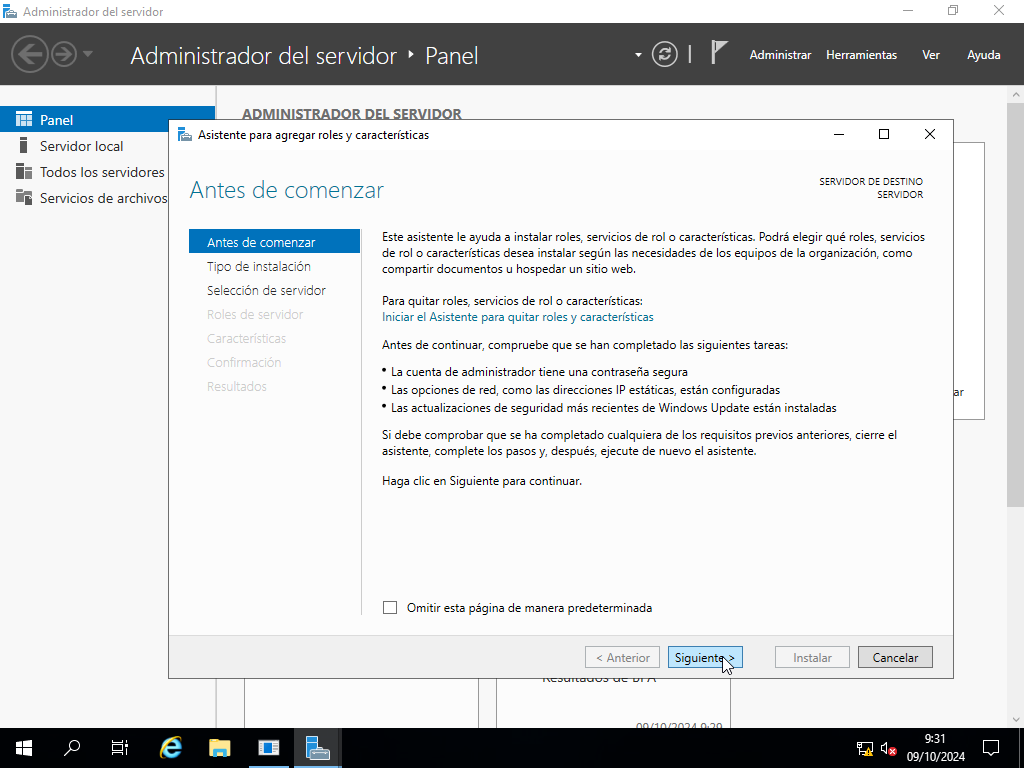 Administrador del servidor
Administrador del servidor ‣ Panel
Administrar Herramientas Ver Ayuda
Panel
Servidor local
Todos los servidores
Servicios de archivos
ADMINISTRADOR DEL SERVIDOR
Asistente para agregar roles y características
Antes de comenzar
SERVIDOR DE DESTINO
SERVIDOR
Antes de comenzar
Tipo de instalación
Selección de servidor
Roles de servidor
Características
Confirmación
Resultados
Este asistente le ayuda a instalar roles, servicios de rol o características. Podrá elegir qué roles, servicios
de rol o características desea instalar según las necesidades de los equipos de la organización, como
compartir documentos u hospedar un sitio web.
Para quitar roles, servicios de rol o características:
Iniciar el Asistente para quitar roles y características
Antes de continuar, compruebe que se han completado las siguientes tareas:
• La cuenta de administrador tiene una contraseña segura
• Las opciones de red, como las direcciones IP estáticas, están configuradas
• Las actualizaciones de seguridad más recientes de Windows Update están instaladas
Si debe comprobar que se ha completado cualquiera de los requisitos previos anteriores, cierre el
asistente, complete los pasos y, después, ejecute de nuevo el asistente.
Haga clic en Siguiente para continuar.
Omitir esta página de manera predeterminada
< Anterior Siguiente > Instalar Cancelar
ar
Resultados de BPA
09/10/2024 9:29
9:31
09/10/2024